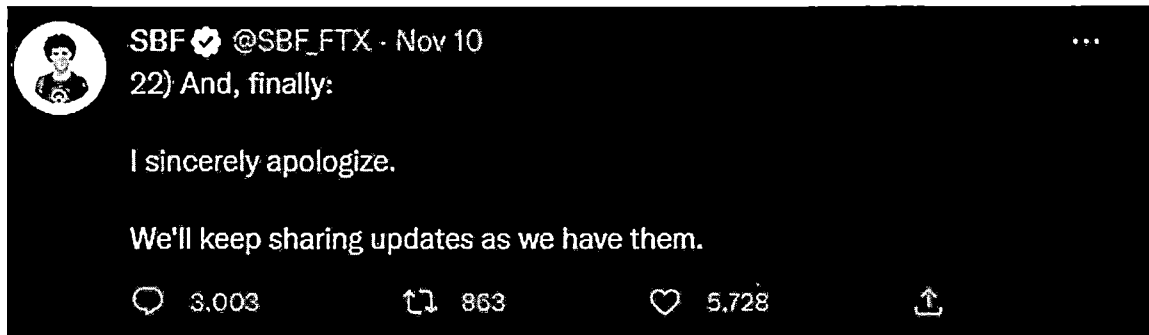 SBF @SBF_FTX · Nov 10
22) And, finally:
I sincerely apologize.
We'll keep sharing updates as we have them.
3,003 863 5,728